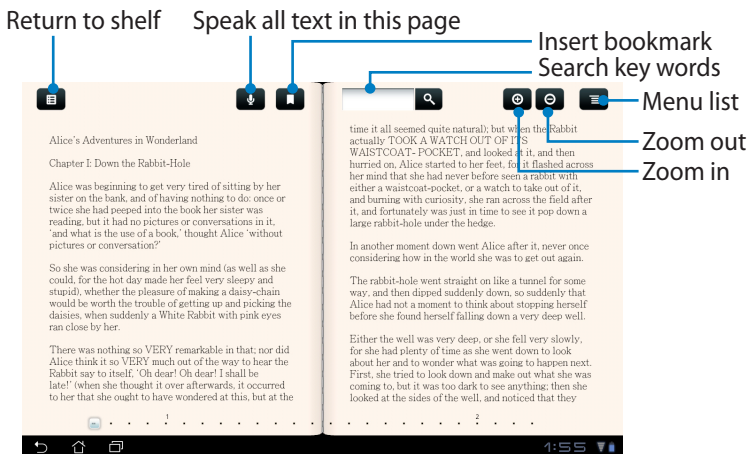 Return to shelf
Speak all text in this page
Insert bookmark
Search key words
Menu list
Zoom out
Zoom in
Alice's Adventures in Wonderland
Chapter I: Down the Rabbit-Hole
Alice was beginning to get very tired of sitting by her
sister on the bank, and of having nothing to do: once or
twice she had peeped into the book her sister was
reading, but it had no pictures or conversations in it,
'and what is the use of a book,' thought Alice 'without
pictures or conversation?'
So she was considering in her own mind (as well as she
could, for the hot day made her feel very sleepy and
stupid), whether the pleasure of making a daisy-chain
would be worth the trouble of getting up and picking the
daisies, when suddenly a White Rabbit with pink eyes
ran close by her.
There was nothing so VERY remarkable in that; nor did
Alice think it so VERY much out of the way to hear the
Rabbit say to itself, 'Oh dear! Oh dear! I shall be
late!' (when she thought it over afterwards, it occurred
to her that she ought to have wondered at this, but at the
1
time it all seemed quite natural); but when the Rabbit
actually TOOK A WATCH OUT OF ITS
WAISTCOAT- POCKET, and looked at it, and then
hurried on, Alice started to her feet, for it flashed across
her mind that she had never before seen a rabbit with
either a waistcoat-pocket, or a watch to take out of it,
and burning with curiosity, she ran across the field after
it, and fortunately was just in time to see it pop down a
large rabbit-hole under the hedge.
In another moment down went Alice after it, never once
considering how in the world she was to get out again.
The rabbit-hole went straight on like a tunnel for some
way, and then dipped suddenly down, so suddenly that
Alice had not a moment to think about stopping herself
before she found herself falling down a very deep well.
Either the well was very deep, or she fell very slowly,
for she had plenty of time as she went down to look
about her and to wonder what was going to happen next.
First, she tried to look down and make out what she was
coming to, but it was too dark to see anything; then she
looked at the sides of the well, and noticed that they
2
1:55